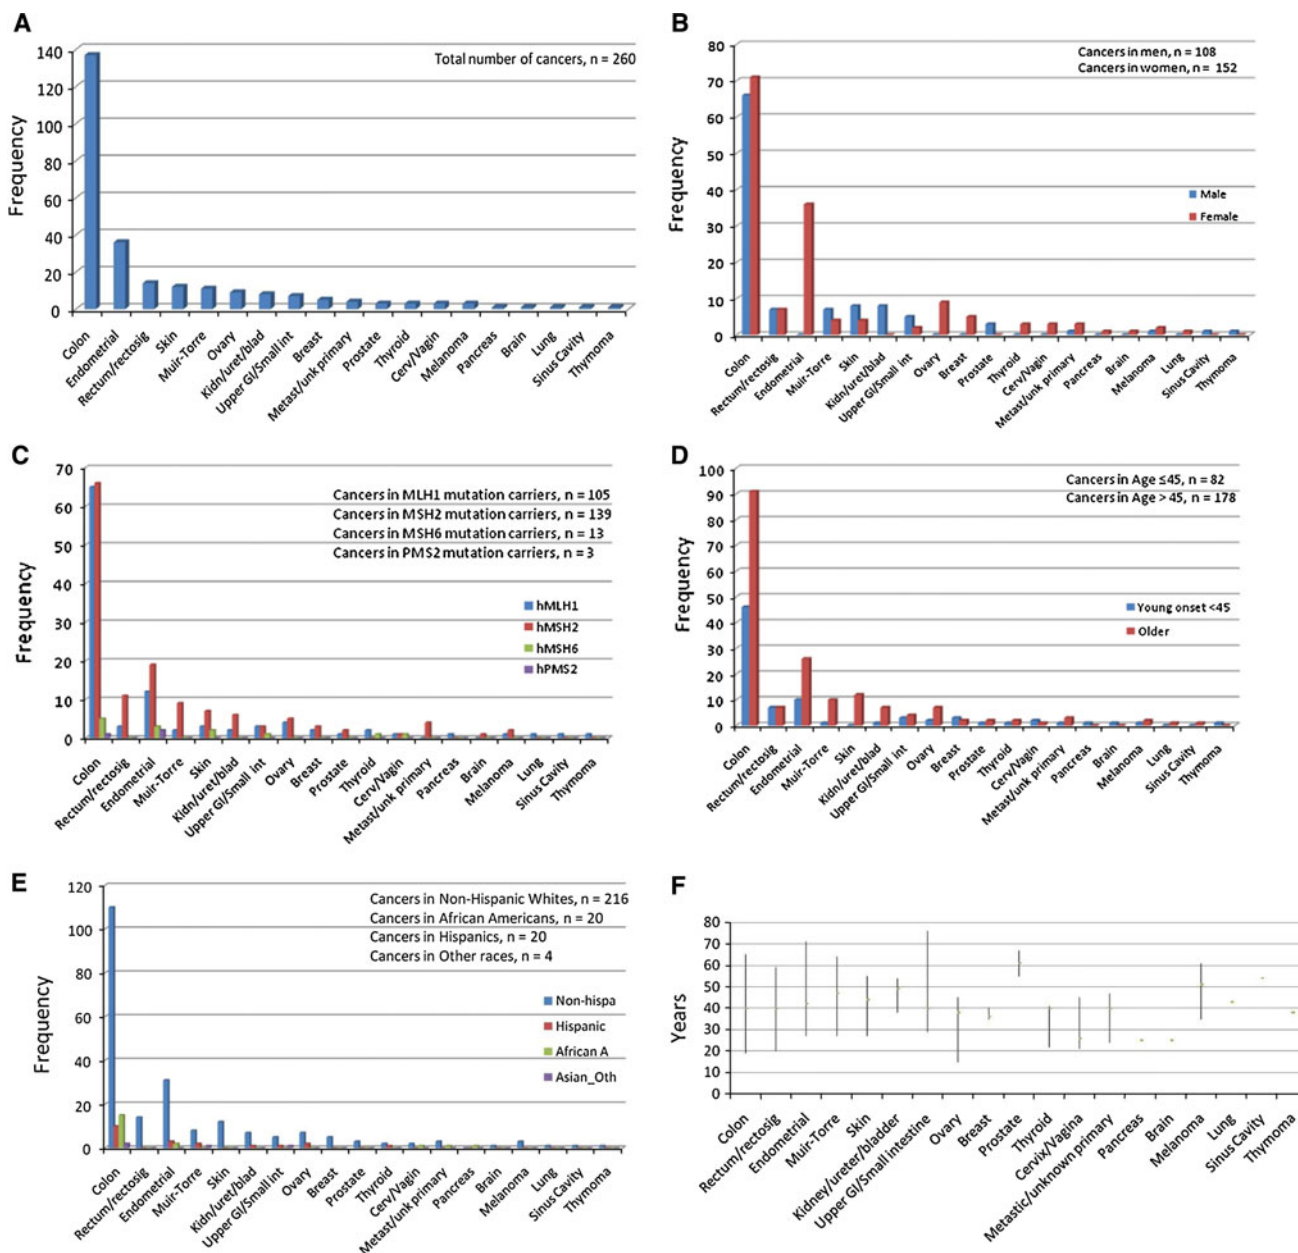 A
Total number of cancers, n = 260
Frequency
140
120
100
80
60
40
20
0
Colon
Endometrial
Rectum/rectosig
Skin
Muir-Torre
Ovary
Kidn/uret/blad
Upper GI/Small int
Breast
Metast/unk primary
Prostate
Thyroid
Cerv/Vagin
Melanoma
Pancreas
Brain
Lung
Sinus Cavity
Thymoma
B
Cancers in men, n = 108
Cancers in women, n = 152
Frequency
80
70
60
50
40
30
20
10
0
Male
Female
Colon
Rectum/rectosig
Endometrial
Muir-Torre
Skin
Kidn/uret/blad
Upper GI/Small int
Ovary
Breast
Prostate
Thyroid
Cerv/Vagin
Metast/unk primary
Pancreas
Brain
Melanoma
Lung
Sinus Cavity
Thymoma
C
Cancers in MLH1 mutation carriers, n = 105
Cancers in MSH2 mutation carriers, n = 139
Cancers in MSH6 mutation carriers, n = 13
Cancers in PMS2 mutation carriers, n = 3
Frequency
70
60
50
40
30
20
10
0
hMLH1
hMSH2
hMSH6
hPMS2
Colon
Rectum/rectosig
Endometrial
Muir-Torre
Skin
Kidn/uret/blad
Upper GI/Small int
Ovary
Breast
Prostate
Thyroid
Cerv/Vagin
Metast/unk primary
Pancreas
Brain
Melanoma
Lung
Sinus Cavity
Thymoma
D
Cancers in Age ≤45, n = 82
Cancers in Age > 45, n = 178
Frequency
100
90
80
70
60
50
40
30
20
10
0
Young onset <45
Older
Colon
Rectum/rectosig
Endometrial
Muir-Torre
Skin
Kidn/uret/blad
Upper GI/Small int
Ovary
Breast
Prostate
Thyroid
Cerv/Vagin
Metast/unk primary
Pancreas
Brain
Melanoma
Lung
Sinus Cavity
Thymoma
E
Cancers in Non-Hispanic Whites, n = 216
Cancers in African Americans, n = 20
Cancers in Hispanics, n = 20
Cancers in Other races, n = 4
Frequency
120
100
80
60
40
20
0
Non-hispa
Hispanic
African A
Asian_Oth
Colon
Rectum/rectosig
Endometrial
Muir-Torre
Skin
Kidn/uret/blad
Upper GI/Small int
Ovary
Breast
Prostate
Thyroid
Cerv/Vagin
Metast/unk primary
Pancreas
Brain
Melanoma
Lung
Sinus Cavity
Thymoma
F
Years
80
70
60
50
40
30
20
10
0
Colon
Rectum/rectosig
Endometrial
Muir-Torre
Skin
Kidney/ureter/bladder
Upper GI/Small intestine
Ovary
Breast
Prostate
Thyroid
Cervix/Vagina
Metastic/unknown primary
Pancreas
Brain
Melanoma
Lung
Sinus Cavity
Thymoma